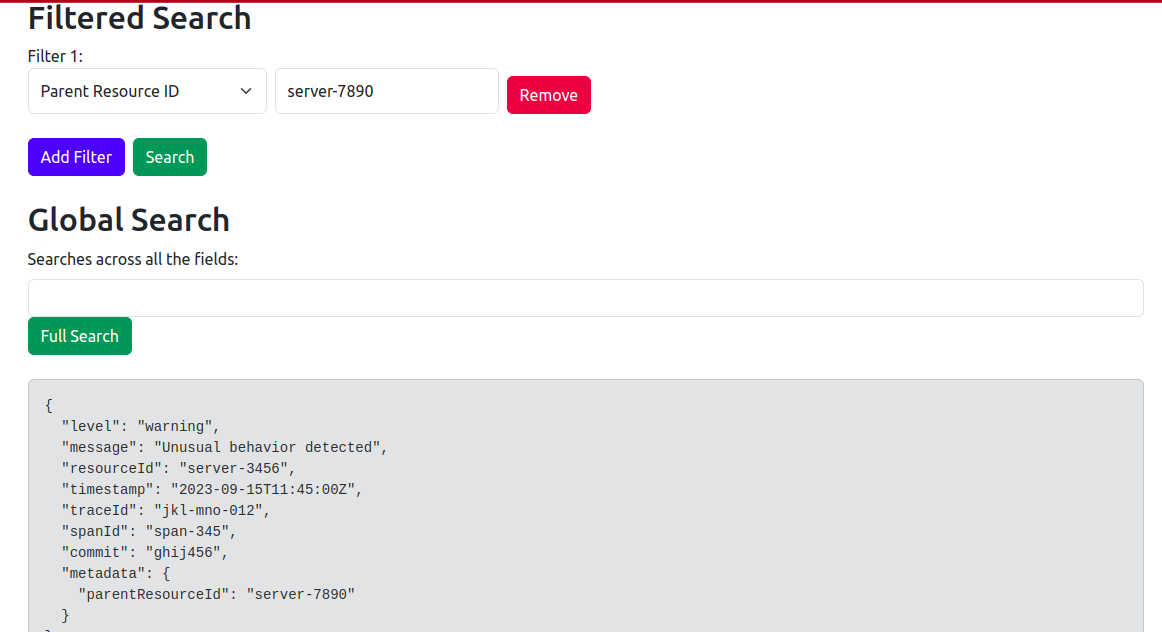 Filtered Search
Filter 1:
Parent Resource ID server-7890 Remove
Add Filter Search
Global Search
Searches across all the fields:
Full Search
{
  "level": "warning",
  "message": "Unusual behavior detected",
  "resourceId": "server-3456",
  "timestamp": "2023-09-15T11:45:00Z",
  "traceId": "jkl-mno-012",
  "spanId": "span-345",
  "commit": "ghij456",
  "metadata": {
    "parentResourceId": "server-7890"
  }